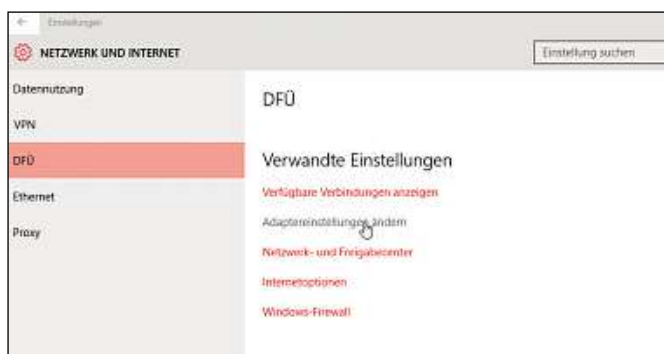 Einstellungen
NETZWERK UND INTERNET
Einstellung suchen
Datennutzung
VPN
DFÜ
Ethernet
Proxy
DFÜ
Verwandte Einstellungen
Verfügbare Verbindungen anzeigen
Adaptereinstellungen ändern
Netzwerk- und Freigabecenter
Internetoptionen
Windows-Firewall